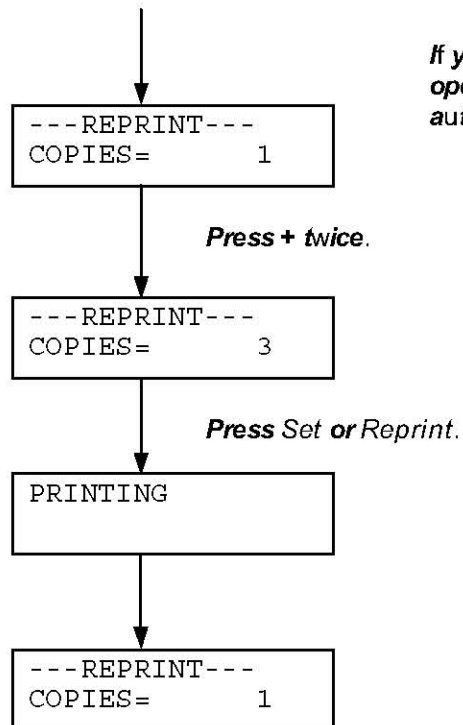 If y
ope
aut
---REPRINT---
COPIES= 1
Press + twice.
---REPRINT---
COPIES= 3
Press Set or Reprint.
PRINTING
---REPRINT---
COPIES= 1